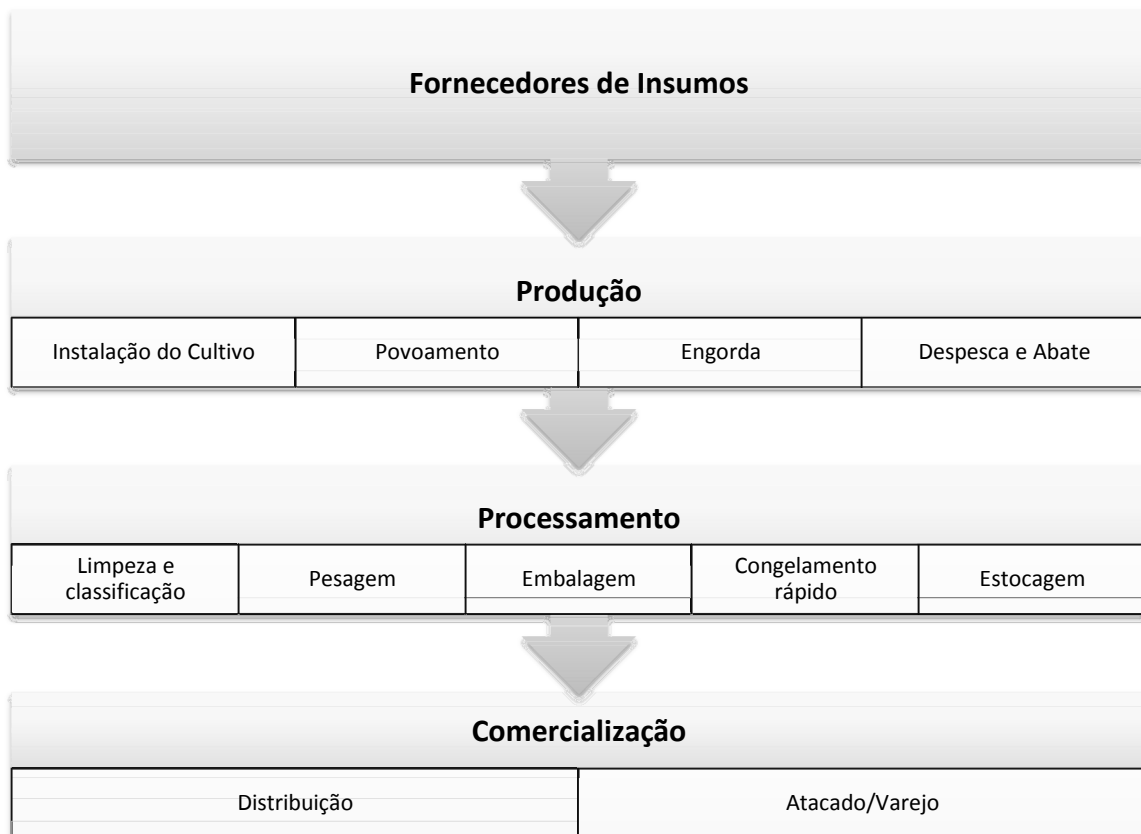 Fornecedores de Insumos
Produção
Instalação do Cultivo
Povoamento
Engorda
Despesca e Abate
Processamento
Limpeza e
classificação
Pesagem
Embalagem
Congelamento
rápido
Estocagem
Comercialização
Distribuição
Atacado/Varejo